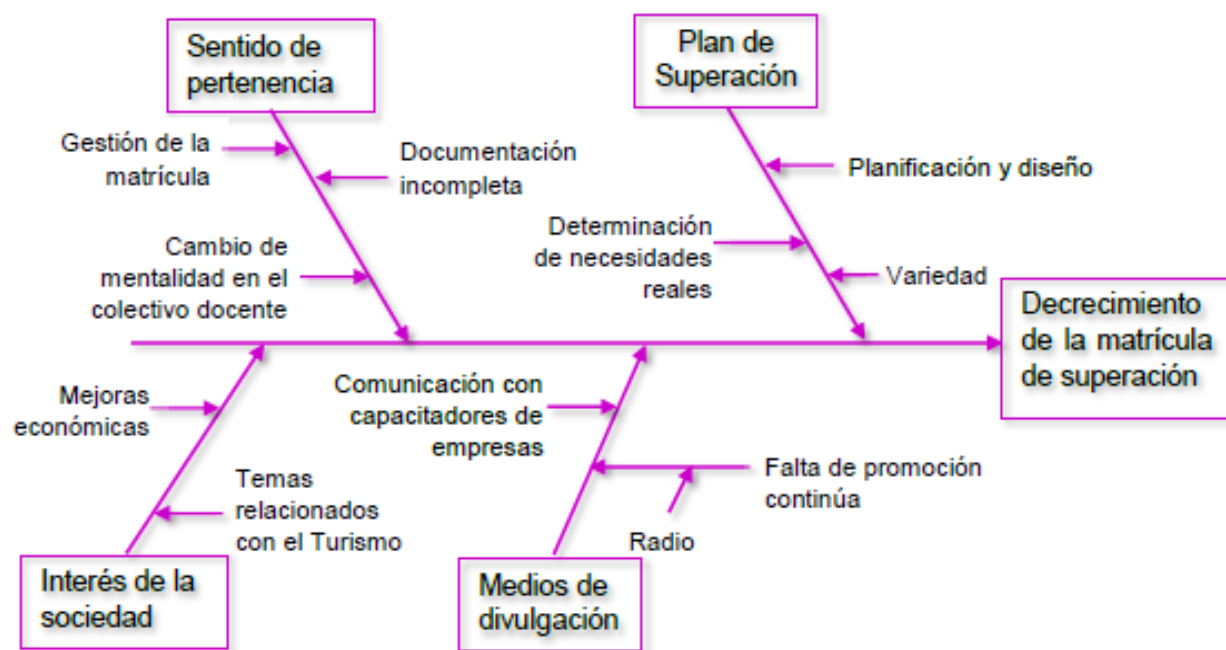 Sentido de
pertenencia
Plan de
Superación
Gestión de la
matrícula
Documentación
incompleta
Planificación y diseño
Cambio de
mentalidad en el
colectivo docente
Determinación
de necesidades
reales
Variedad
Decrecimiento
de la matrícula
de superación
Mejoras
económicas
Comunicación con
capacitadores de
empresas
Temas
relacionados
con el Turismo
Falta de promoción
continúa
Radio
Interés de la
sociedad
Medios de
divulgación